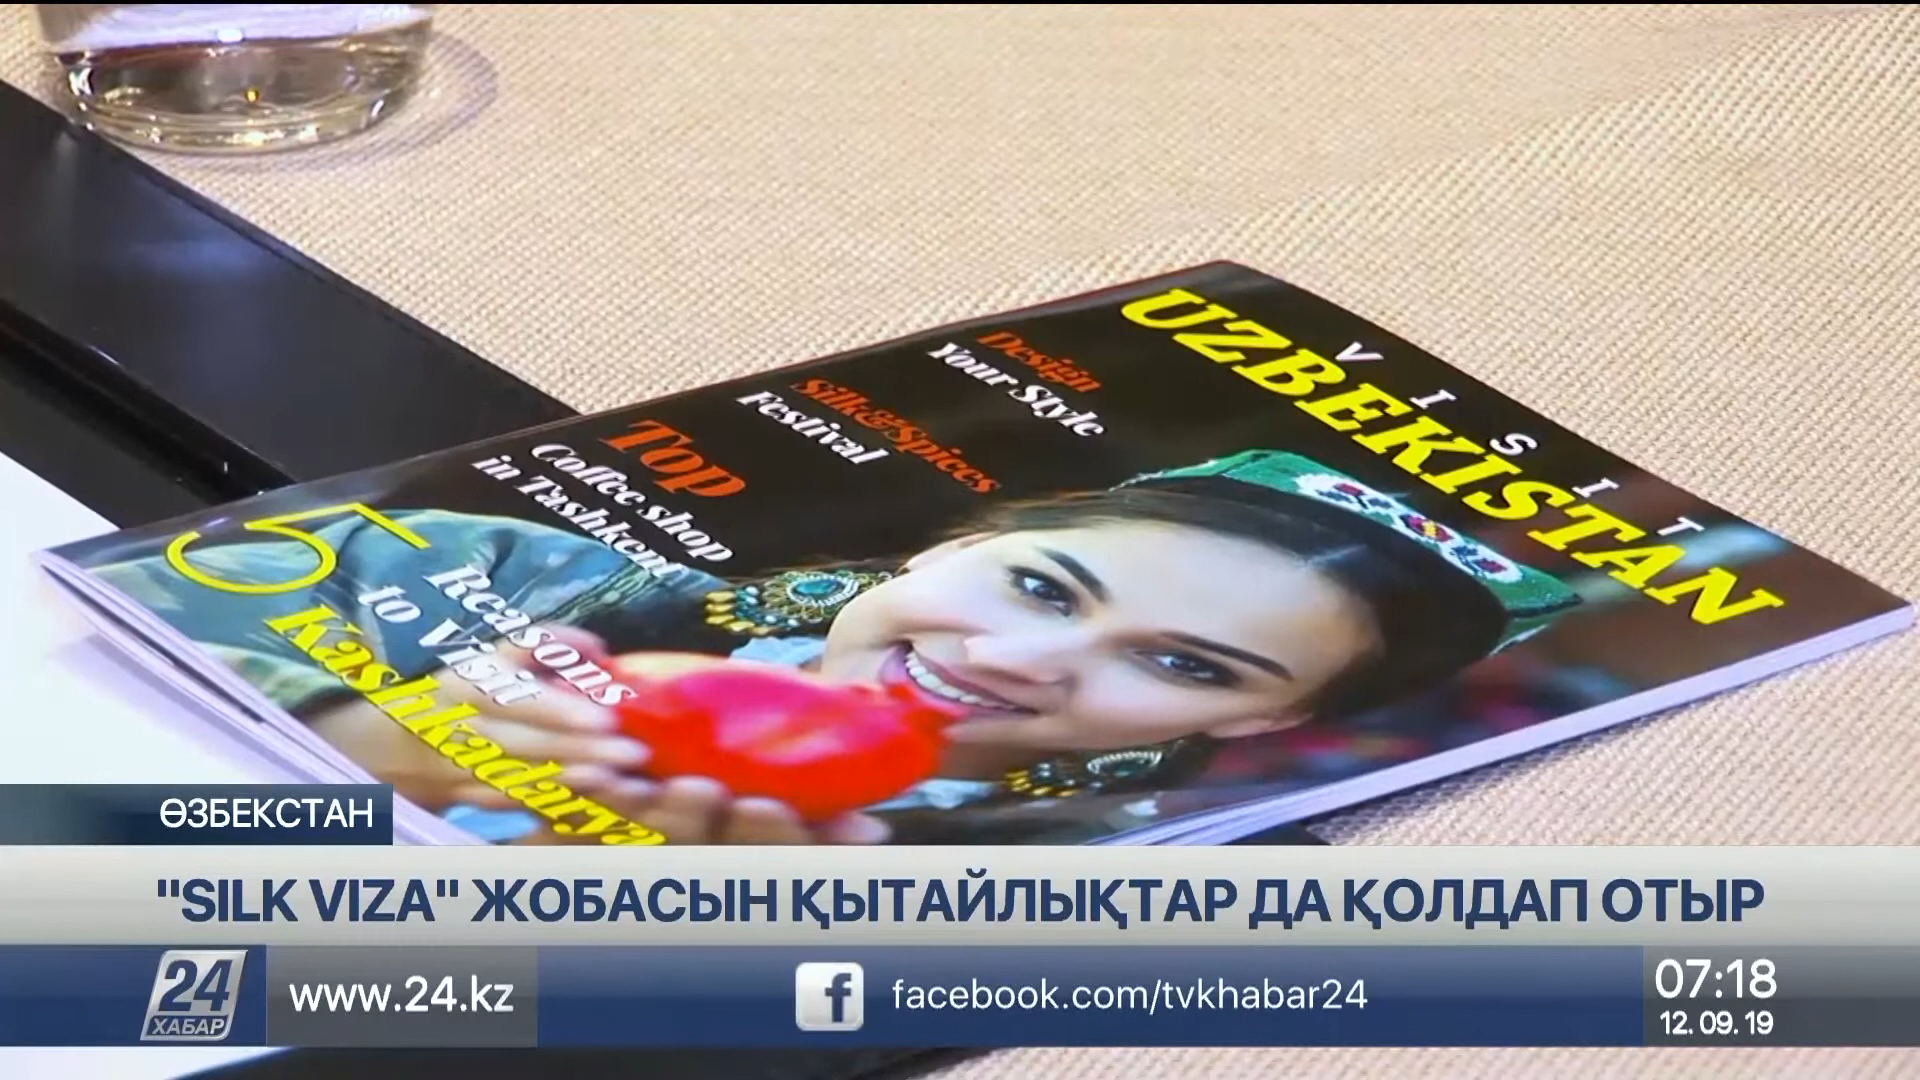 VISIT
UZBEKISTAN
Design
Your Style
Silk&Spices
Festival
Top
Coffee shop
in Tashkent
5
Reasons
to Visit
Kashkadarya
ӨЗБЕКСТАН
"SILK VIZA" ЖОБАСЫН ҚЫТАЙЛЫҚТАР ДА ҚОЛДАП ОТЫР
24
ХАБАР
www.24.kz
facebook.com/tvkhabar24
07:18
12. 09. 19